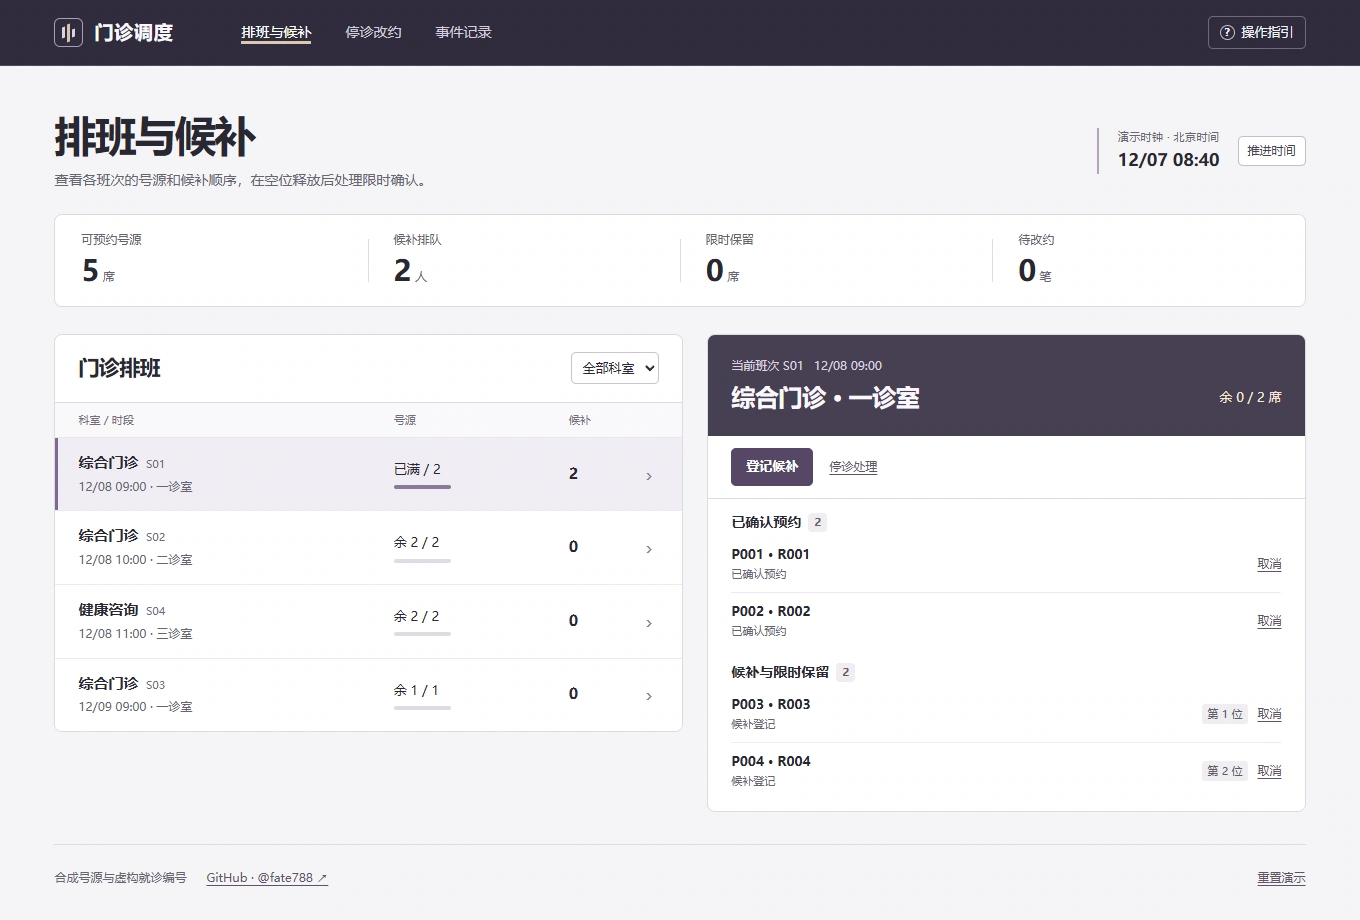 门诊调度
排班与候补
停诊改约
事件记录
? 操作指引
排班与候补
查看各班次的号源和候补顺序，在空位释放后处理限时确认。
演示时钟 · 北京时间
12/07 08:40
推进时间
可预约号源
5 席
候补排队
2 人
限时保留
0 席
待改约
0 笔
门诊排班
全部科室
科室 / 时段 号源 候补
综合门诊 S01
12/08 09:00 · 一诊室
已满 / 2
2 ›
综合门诊 S02
12/08 10:00 · 二诊室
余 2 / 2
0 ›
健康咨询 S04
12/08 11:00 · 三诊室
余 2 / 2
0 ›
综合门诊 S03
12/09 09:00 · 一诊室
余 1 / 1
0 ›
当前班次 S01 12/08 09:00
综合门诊 • 一诊室
余 0 / 2 席
登记候补 停诊处理
已确认预约 2
P001 • R001
已确认预约
取消
P002 • R002
已确认预约
取消
候补与限时保留 2
P003 • R003
候补登记
第 1 位 取消
P004 • R004
候补登记
第 2 位 取消
合成号源与虚构就诊编号 GitHub · @fate788 ↗
重置演示